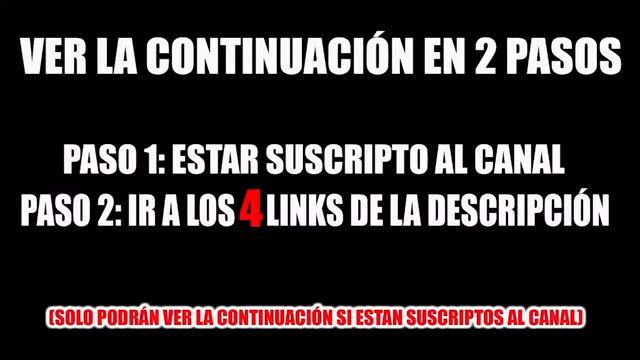 VER LA CONTINUACIÓN EN 2 PASOS
PASO 1: ESTAR SUSCRIPTO AL CANAL
PASO 2: IR A LOS 4 LINKS DE LA DESCRIPCIÓN
(SOLO PODRÁN VER LA CONTINUACIÓN SI ESTAN SUSCRIPTOS AL CANAL)